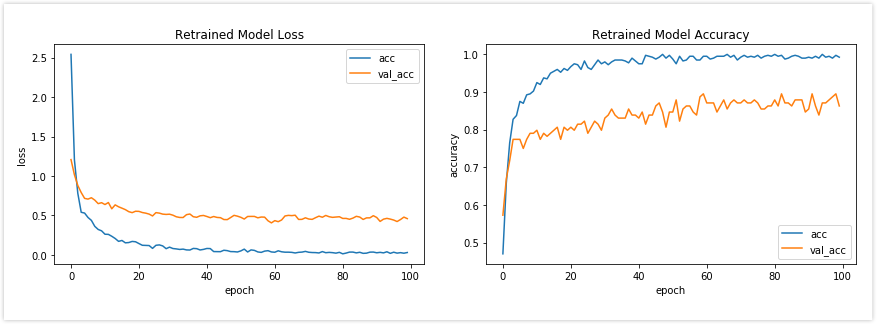 Retrained Model Loss
loss
2.5
2.0
1.5
1.0
0.5
0.0
acc
val_acc
0 20 40 60 80 100
epoch
Retrained Model Accuracy
accuracy
1.0
0.9
0.8
0.7
0.6
0.5
acc
val_acc
0 20 40 60 80 100
epoch